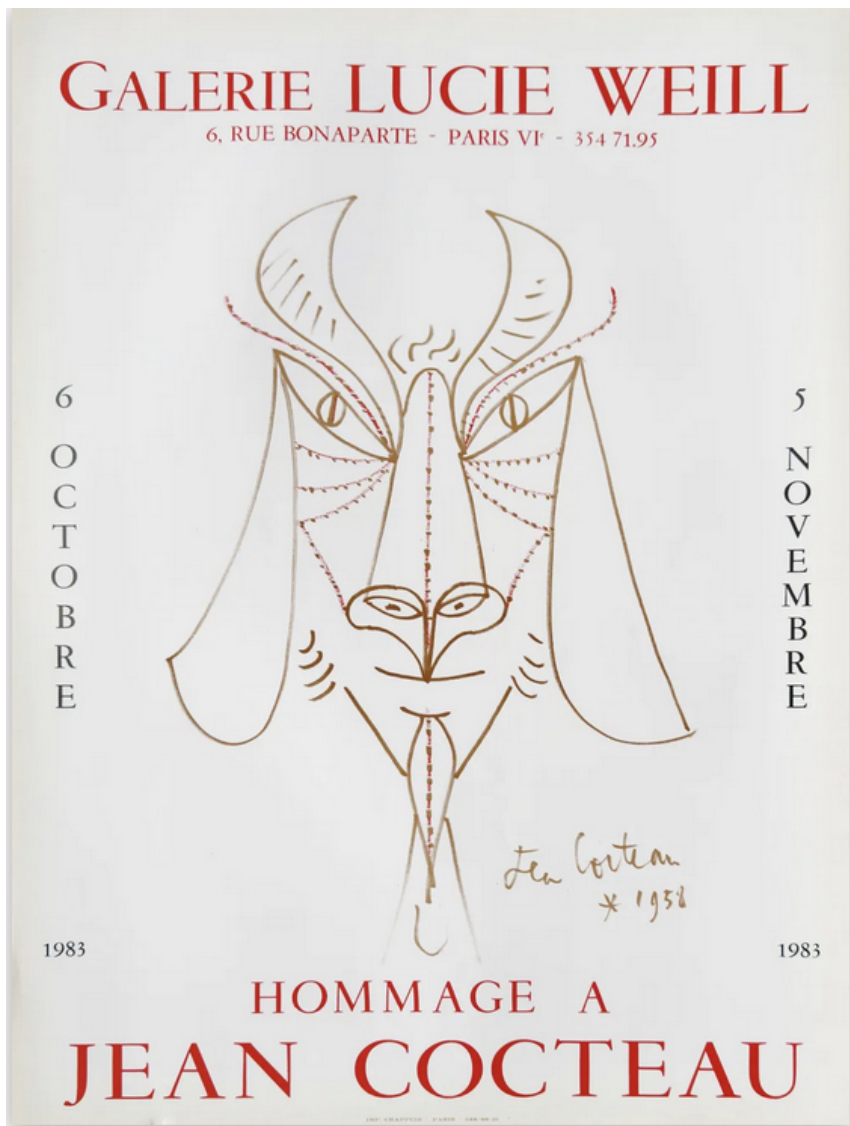 GALERIE LUCIE WEILL
6, RUE BONAPARTE - PARIS VIᵉ - 354 71.95
6 OCTOBRE
5 NOVEMBRE
Jean Cocteau
* 1958
1983
1983
HOMMAGE A
JEAN COCTEAU